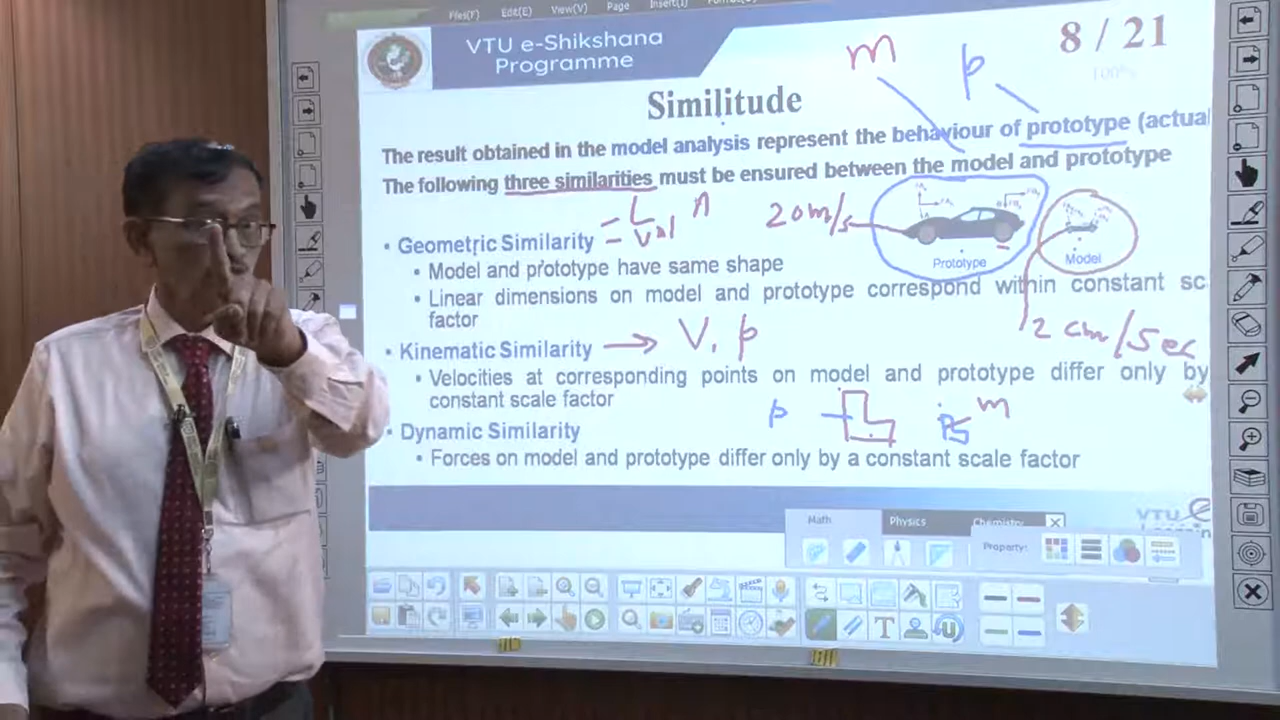 Files(F) Edit(E) View(V) Page Insert(I)
VTU e-Shikshana
Programme
8 / 21
100%
m p
Similitude
The result obtained in the model analysis represent the behaviour of prototype (actual
The following three similarities must be ensured between the model and prototype
L
20m/s
• Geometric Similarity
• Model and prototype have same shape
Prototype
Model
• Linear dimensions on model and prototype correspond within constant sc
factor
2 cm/Sec
• Kinematic Similarity → V, p
• Velocities at corresponding points on model and prototype differ only by
constant scale factor
p m
• Dynamic Similarity
• Forces on model and prototype differ only by a constant scale factor
VTU e
Math Physics Chemistry
Property: